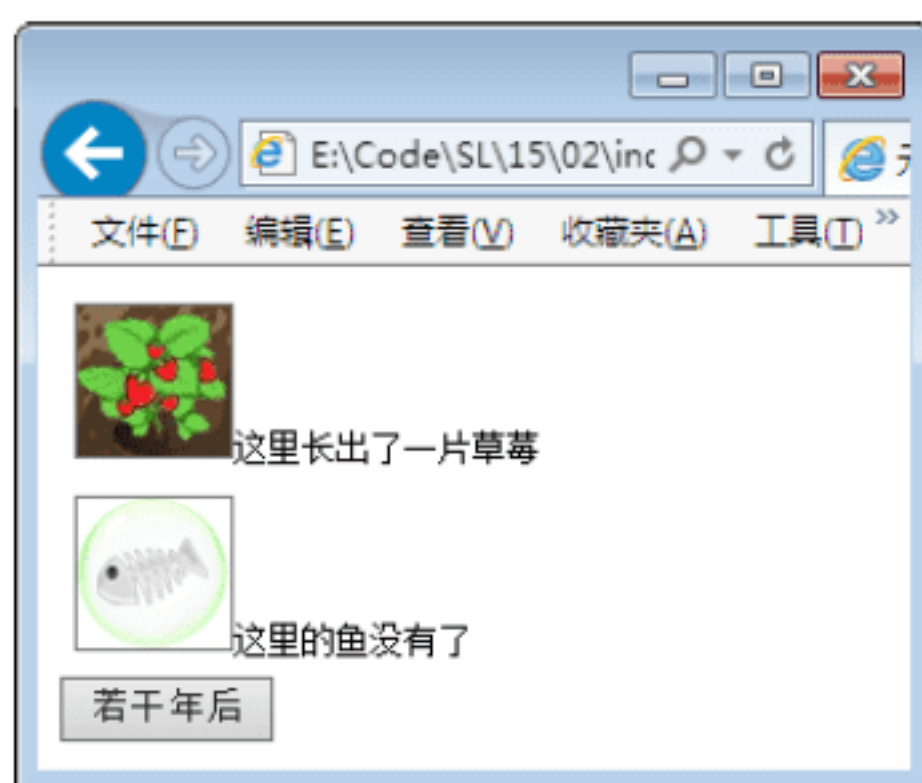 E:\Code\SL\15\02\inc
文件(F) 编辑(E) 查看(V) 收藏夹(A) 工具(T) »
这里长出了一片草莓
这里的鱼没有了
若干年后